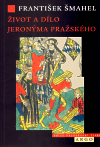 FRANTIŠEK ŠMAHEL
ŽIVOT A DÍLO
JERONÝMA PRAŽSKÉHO
ARGO